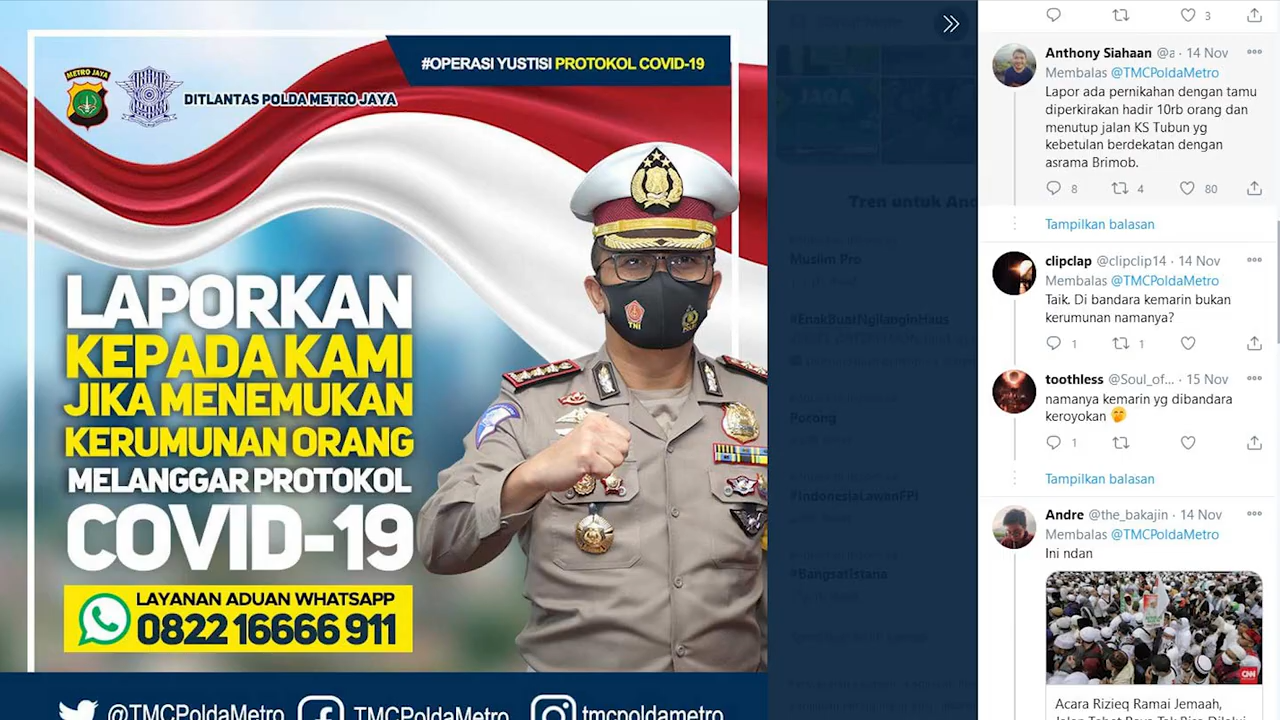 METRO JAYA
DITLANTAS POLDA METRO JAYA
#OPERASI YUSTISI PROTOKOL COVID-19
LAPORKAN
KEPADA KAMI
JIKA MENEMUKAN
KERUMUNAN ORANG
MELANGGAR PROTOKOL
COVID-19
LAYANAN ADUAN WHATSAPP
0822 16666 911
TNI
@TMCPoldaMetro
TMCPoldaMetro
tmcpoldametro
Tren untuk And
Muslim Pro
#EnakBuatNgilanginHaus
Pocong
#IndonesiaLawanFPI
#BangsatIstana
3
Anthony Siahaan @a · 14 Nov
Membalas @TMCPoldaMetro
Lapor ada pernikahan dengan tamu
diperkirakan hadir 10rb orang dan
menutup jalan KS Tubun yg
kebetulan berdekatan dengan
asrama Brimob.
8 4 80
Tampilkan balasan
clipclap @clipclip14 · 14 Nov
Membalas @TMCPoldaMetro
Taik. Di bandara kemarin bukan
kerumunan namanya?
1 1
toothless @Soul_of... · 15 Nov
namanya kemarin yg dibandara
keroyokan 🤭
1
Tampilkan balasan
Andre @the_bakajin · 14 Nov
Membalas @TMCPoldaMetro
Ini ndan
CNN
Acara Rizieq Ramai Jemaah,